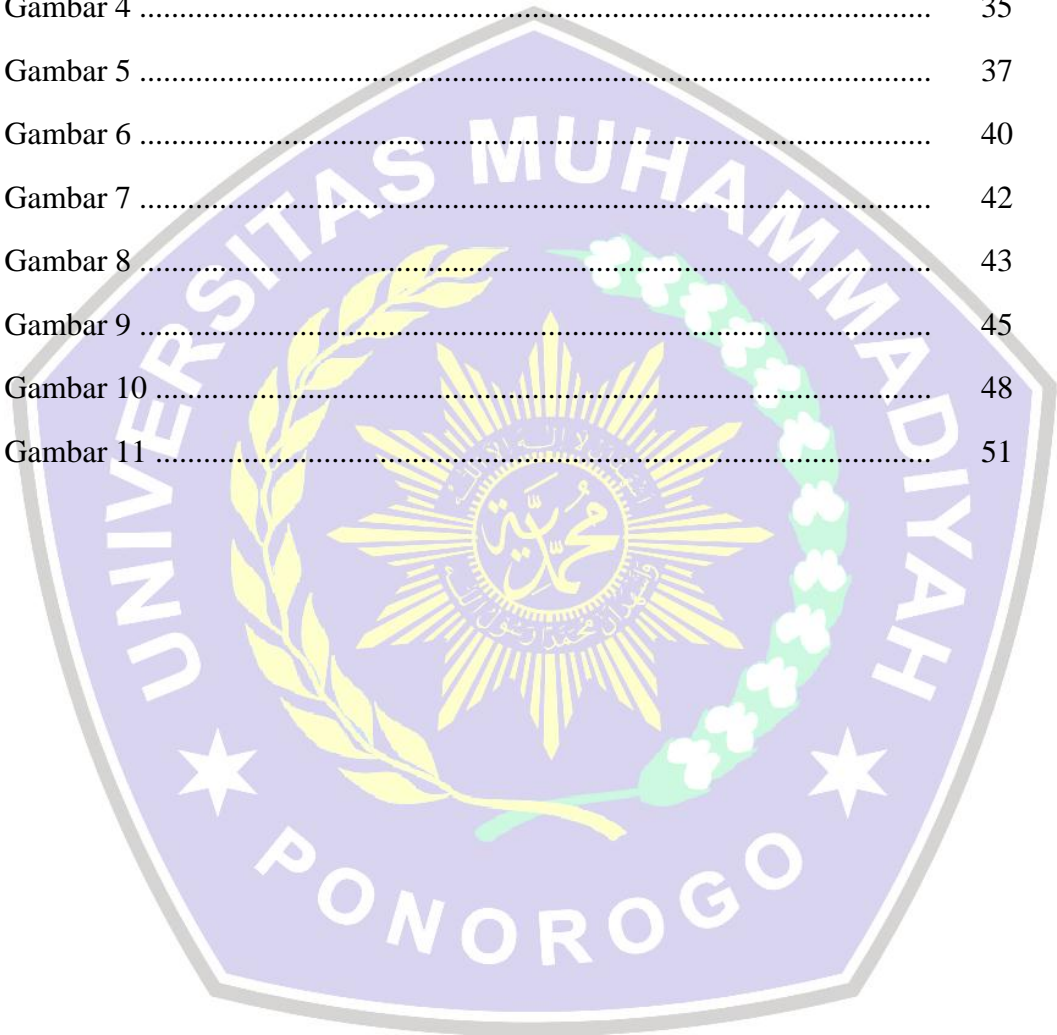 Gambar 4 .......... 35
Gambar 5 .......... 37
Gambar 6 .......... 40
Gambar 7 .......... 42
Gambar 8 .......... 43
Gambar 9 .......... 45
Gambar 10 .......... 48
Gambar 11 .......... 51
UNIVERSITAS MUHAMMADIYAH
PONOROGO
محمدية